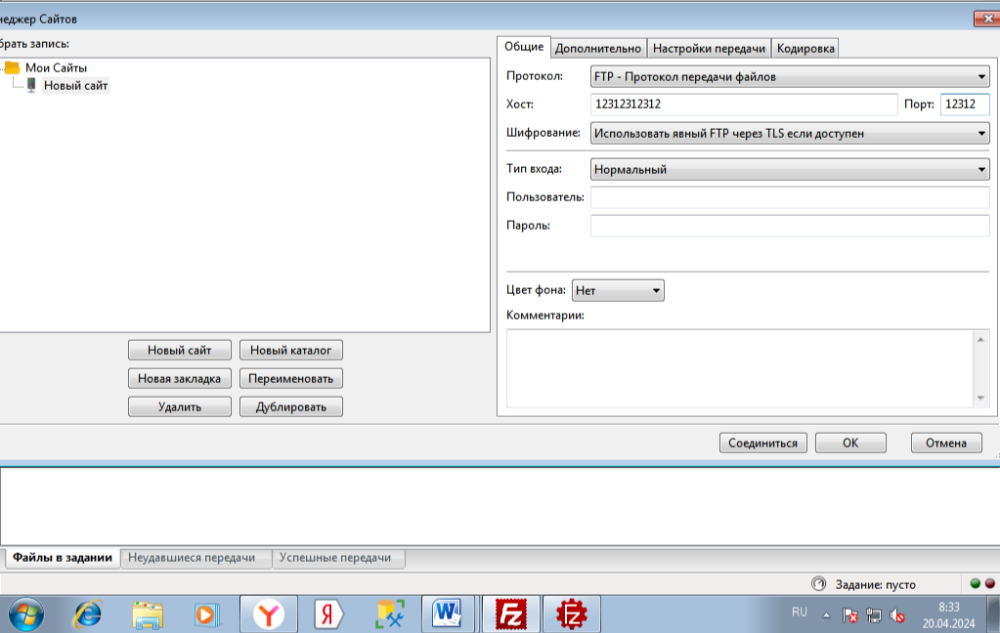 неджер Сайтов
брать запись:
Мои Сайты
Новый сайт
Новый сайт
Новый каталог
Новая закладка
Переименовать
Удалить
Дублировать
Общие
Дополнительно
Настройки передачи
Кодировка
Протокол:
FTP - Протокол передачи файлов
Хост:
12312312312
Порт:
12312
Шифрование:
Использовать явный FTP через TLS если доступен
Тип входа:
Нормальный
Пользователь:
Пароль:
Цвет фона:
Нет
Комментарии:
Соединиться
OK
Отмена
Файлы в задании
Неудавшиеся передачи
Успешные передачи
Задание: пусто
Я
W
FZ
FZ
RU
8:33
20.04.2024